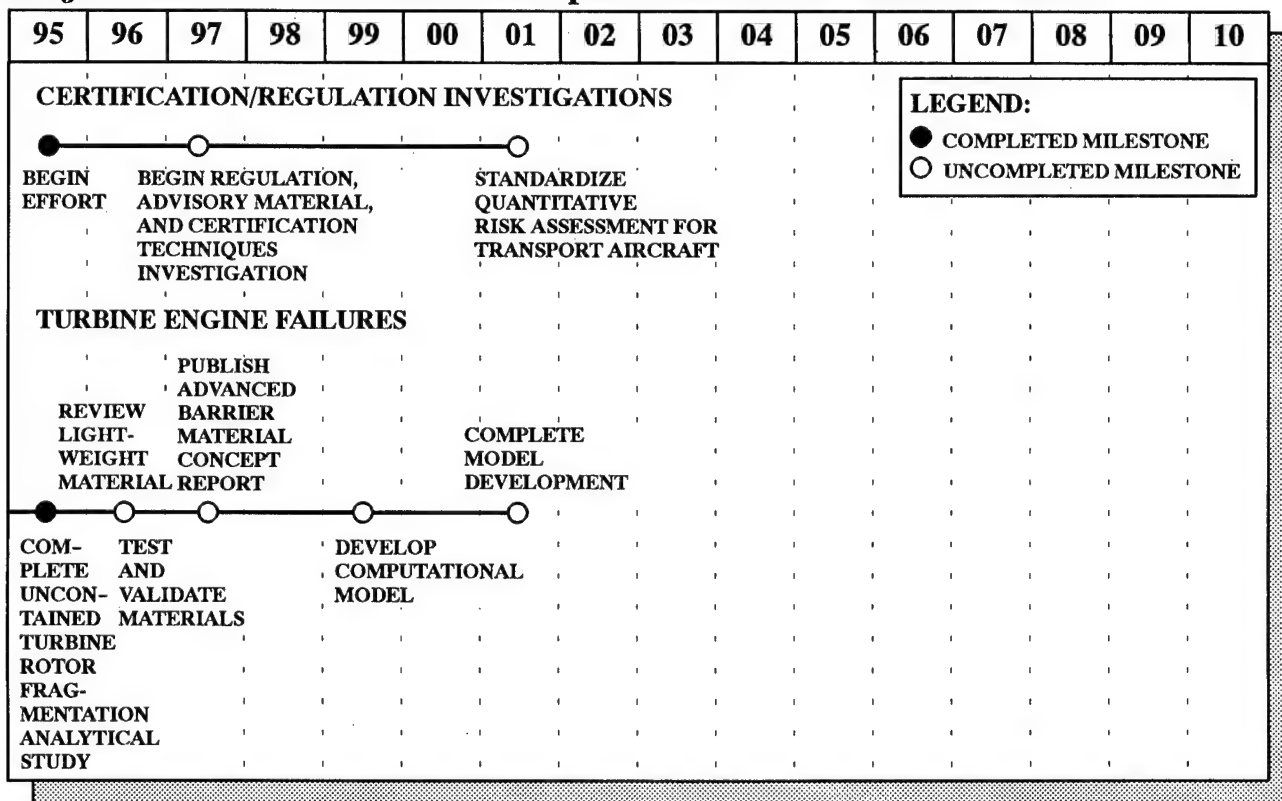 95 96 97 98 99 00 01 02 03 04 05 06 07 08 09 10
CERTIFICATION/REGULATION INVESTIGATIONS
LEGEND:
COMPLETED MILESTONE
UNCOMPLETED MILESTONE
BEGIN
EFFORT
BEGIN REGULATION,
ADVISORY MATERIAL,
AND CERTIFICATION
TECHNIQUES
INVESTIGATION
STANDARDIZE
QUANTITATIVE
RISK ASSESSMENT FOR
TRANSPORT AIRCRAFT
TURBINE ENGINE FAILURES
REVIEW
LIGHT-
WEIGHT
MATERIAL
PUBLISH
ADVANCED
BARRIER
MATERIAL
CONCEPT
REPORT
COMPLETE
MODEL
DEVELOPMENT
COM-
PLETE
UNCON-
TAINED
TURBINE
ROTOR
FRAG-
MENTATION
ANALYTICAL
STUDY
TEST
AND
VALIDATE
MATERIALS
DEVELOP
COMPUTATIONAL
MODEL